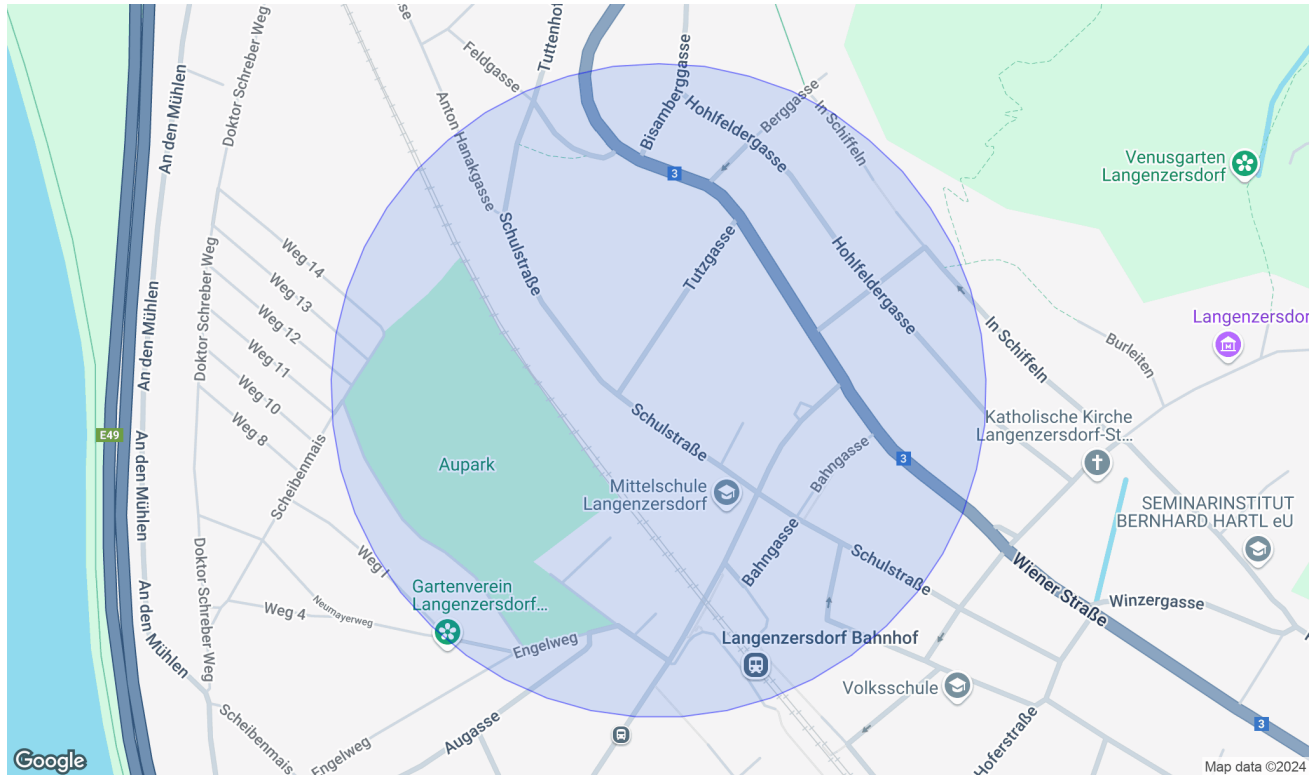 An den Mühlen
Doktor Schreber Weg
Feldgasse
Tuttenhof
Bisamberggasse
Hohlfeldergasse
Berggasse
In Schiffeln
3
Venusgarten
Langenzersdorf
Anton Hanakgasse
Schulstraße
Tutzgasse
Hohlfeldergasse
In Schiffeln
Burleiten
Langenzersdor
Weg 14
Weg 13
Weg 12
Weg 11
Weg 10
Weg 8
Doktor Schreber Weg
An den Mühlen
E49
An den Mühlen
Scheibenmais
Aupark
Schulstraße
Mittelschule
Langenzersdorf
Bahngasse
3
Katholische Kirche
Langenzersdorf-St...
SEMINARINSTITUT
BERNHARD HARTL eU
Weg I
Doktor Schreber Weg
An den Mühlen
Gartenverein
Langenzersdorf...
Weg 4
Neumayerweg
Engelweg
Bahngasse
Schulstraße
Wiener Straße
Winzergasse
Langenzersdorf Bahnhof
Volksschule
Scheibenmais
Engelweg
Augasse
Hoferstraße
3
Google
Map data ©2024